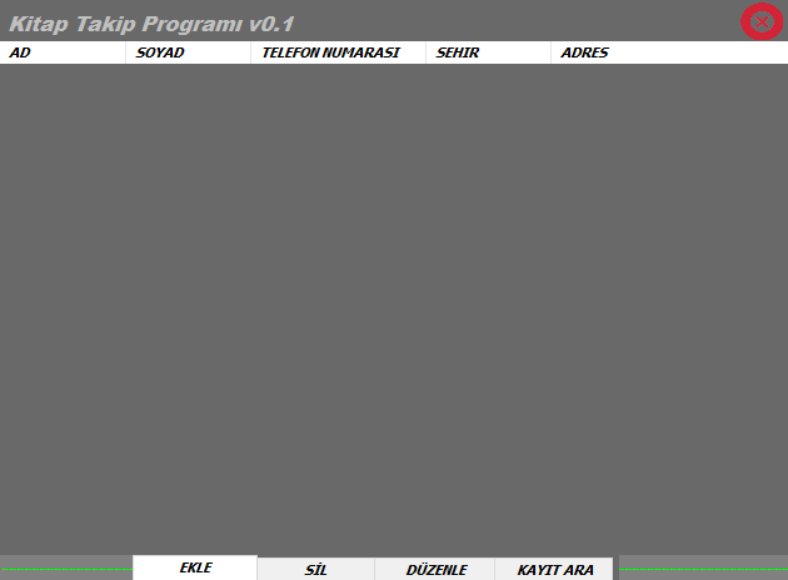 Kitap Takip Programı v0.1
AD SOYAD TELEFON NUMARASI SEHIR ADRES
EKLE SİL DÜZENLE KAYIT ARA